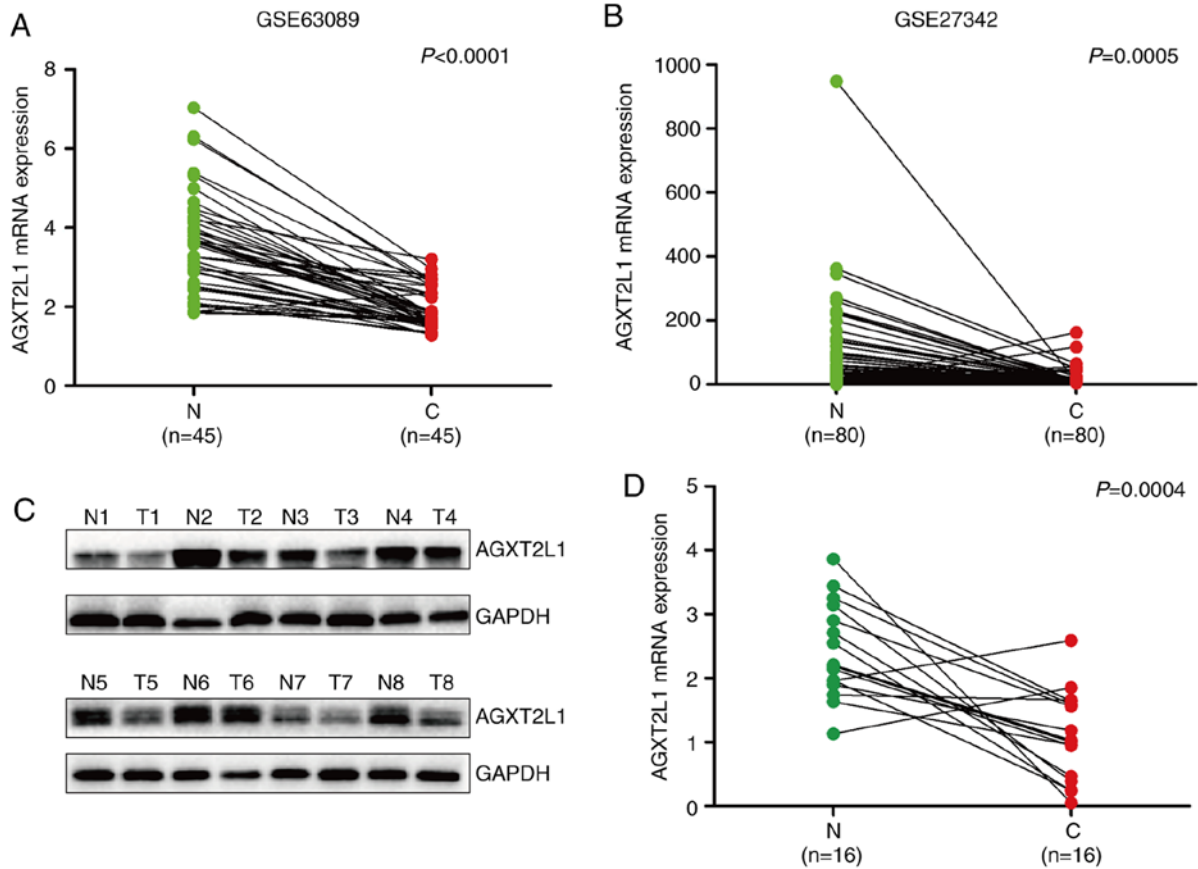 A
GSE63089
P<0.0001
AGXT2L1 mRNA expression
8
6
4
2
0
N
C
(n=45)
(n=45)
B
GSE27342
P=0.0005
AGXT2L1 mRNA expression
1000
800
600
400
200
0
N
C
(n=80)
(n=80)
C
N1 T1 N2 T2 N3 T3 N4 T4
AGXT2L1
GAPDH
N5 T5 N6 T6 N7 T7 N8 T8
AGXT2L1
GAPDH
D
P=0.0004
AGXT2L1 mRNA expression
5
4
3
2
1
0
N
C
(n=16)
(n=16)